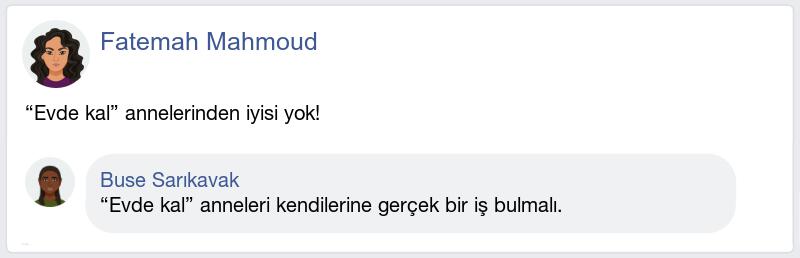 Fatemah Mahmoud
“Evde kal” annelerinden iyisi yok!
Buse Sarıkavak
“Evde kal” anneleri kendilerine gerçek bir iş bulmalı.